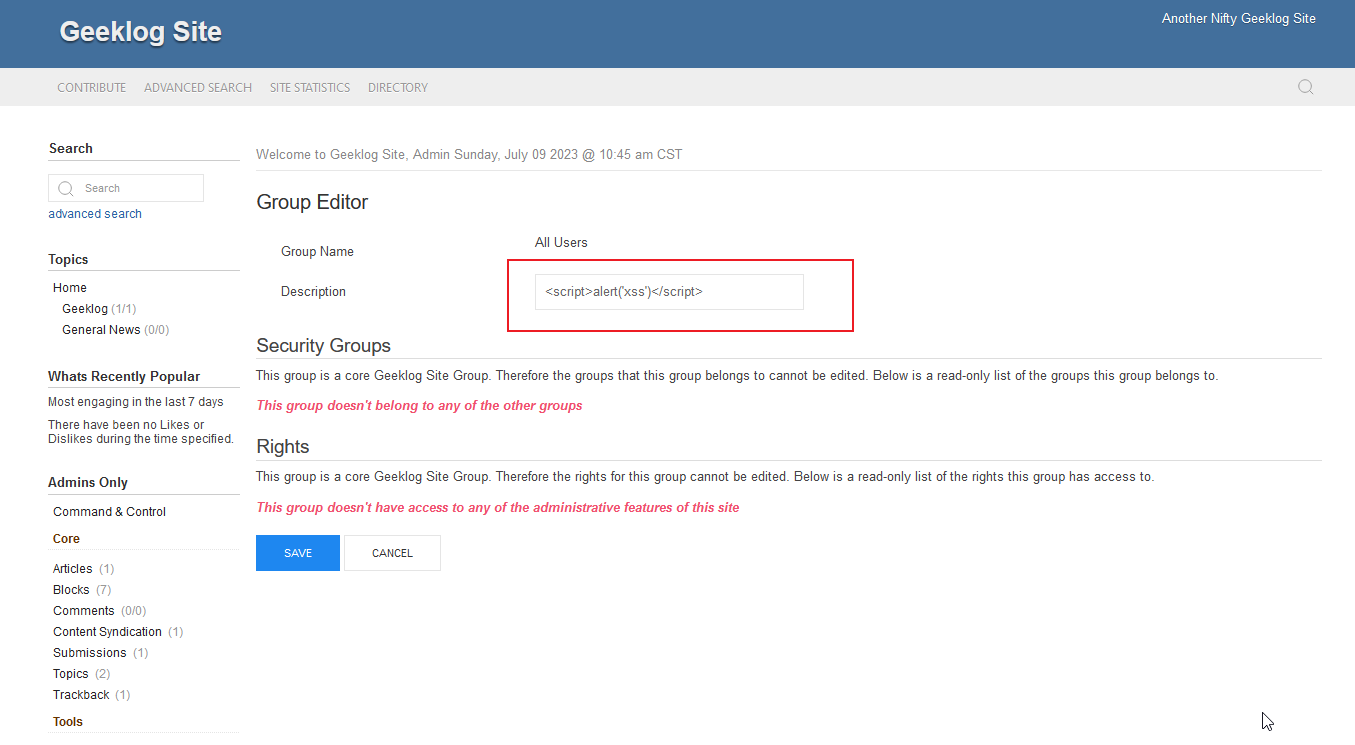 Geeklog Site
Another Nifty Geeklog Site
CONTRIBUTE ADVANCED SEARCH SITE STATISTICS DIRECTORY
Search
Search
advanced search
Topics
Home
Geeklog (1/1)
General News (0/0)
Whats Recently Popular
Most engaging in the last 7 days
There have been no Likes or
Dislikes during the time specified.
Admins Only
Command & Control
Core
Articles (1)
Blocks (7)
Comments (0/0)
Content Syndication (1)
Submissions (1)
Topics (2)
Trackback (1)
Tools
Welcome to Geeklog Site, Admin Sunday, July 09 2023 @ 10:45 am CST
Group Editor
Group Name
All Users
Description
<script>alert('xss')</script>
Security Groups
This group is a core Geeklog Site Group. Therefore the groups that this group belongs to cannot be edited. Below is a read-only list of the groups this group belongs to.
This group doesn't belong to any of the other groups
Rights
This group is a core Geeklog Site Group. Therefore the rights for this group cannot be edited. Below is a read-only list of the rights this group has access to.
This group doesn't have access to any of the administrative features of this site
SAVE CANCEL